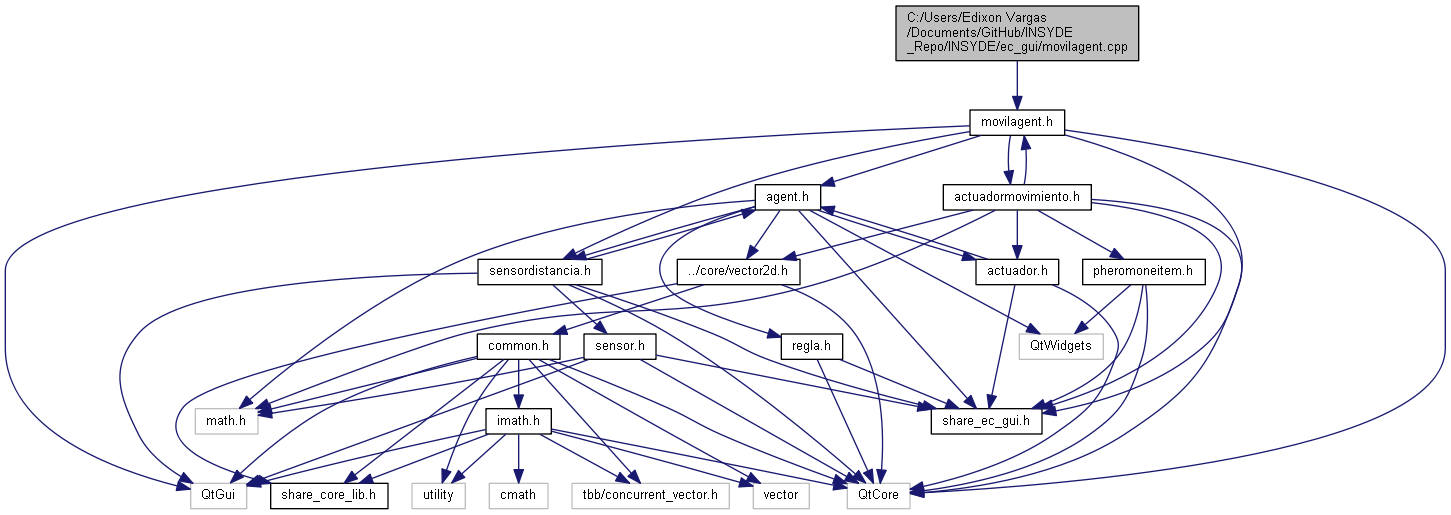 C:/Users/Edixon Vargas
/Documents/GitHub/INSYDE
_Repo/INSYDE/ec_gui/movilagent.cpp
movilagent.h
agent.h
actuadormovimiento.h
sensordistancia.h
../core/vector2d.h
actuador.h
pheromoneitem.h
common.h
sensor.h
regla.h
QtWidgets
math.h
imath.h
share_ec_gui.h
QtGui
share_core_lib.h
utility
cmath
tbb/concurrent_vector.h
vector
QtCore